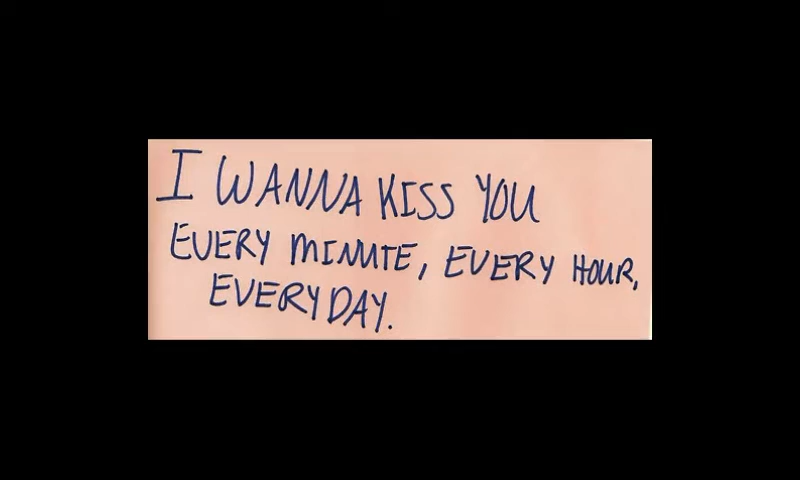 I WANNA KISS YOU
EVERY MINUTE, EVERY HOUR,
EVERYDAY.